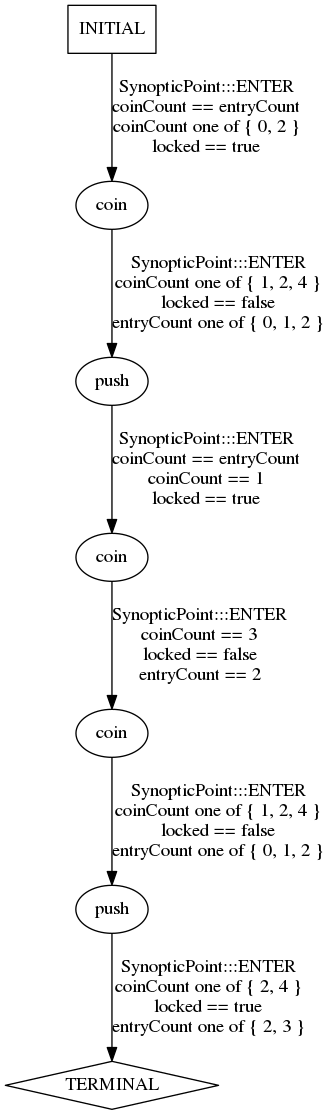 INITIAL
SynopticPoint:::ENTER
coinCount == entryCount
coinCount one of { 0, 2 }
locked == true
coin
SynopticPoint:::ENTER
coinCount one of { 1, 2, 4 }
locked == false
entryCount one of { 0, 1, 2 }
push
SynopticPoint:::ENTER
coinCount == entryCount
coinCount == 1
locked == true
coin
SynopticPoint:::ENTER
coinCount == 3
locked == false
entryCount == 2
coin
SynopticPoint:::ENTER
coinCount one of { 1, 2, 4 }
locked == false
entryCount one of { 0, 1, 2 }
push
SynopticPoint:::ENTER
coinCount one of { 2, 4 }
locked == true
entryCount one of { 2, 3 }
TERMINAL